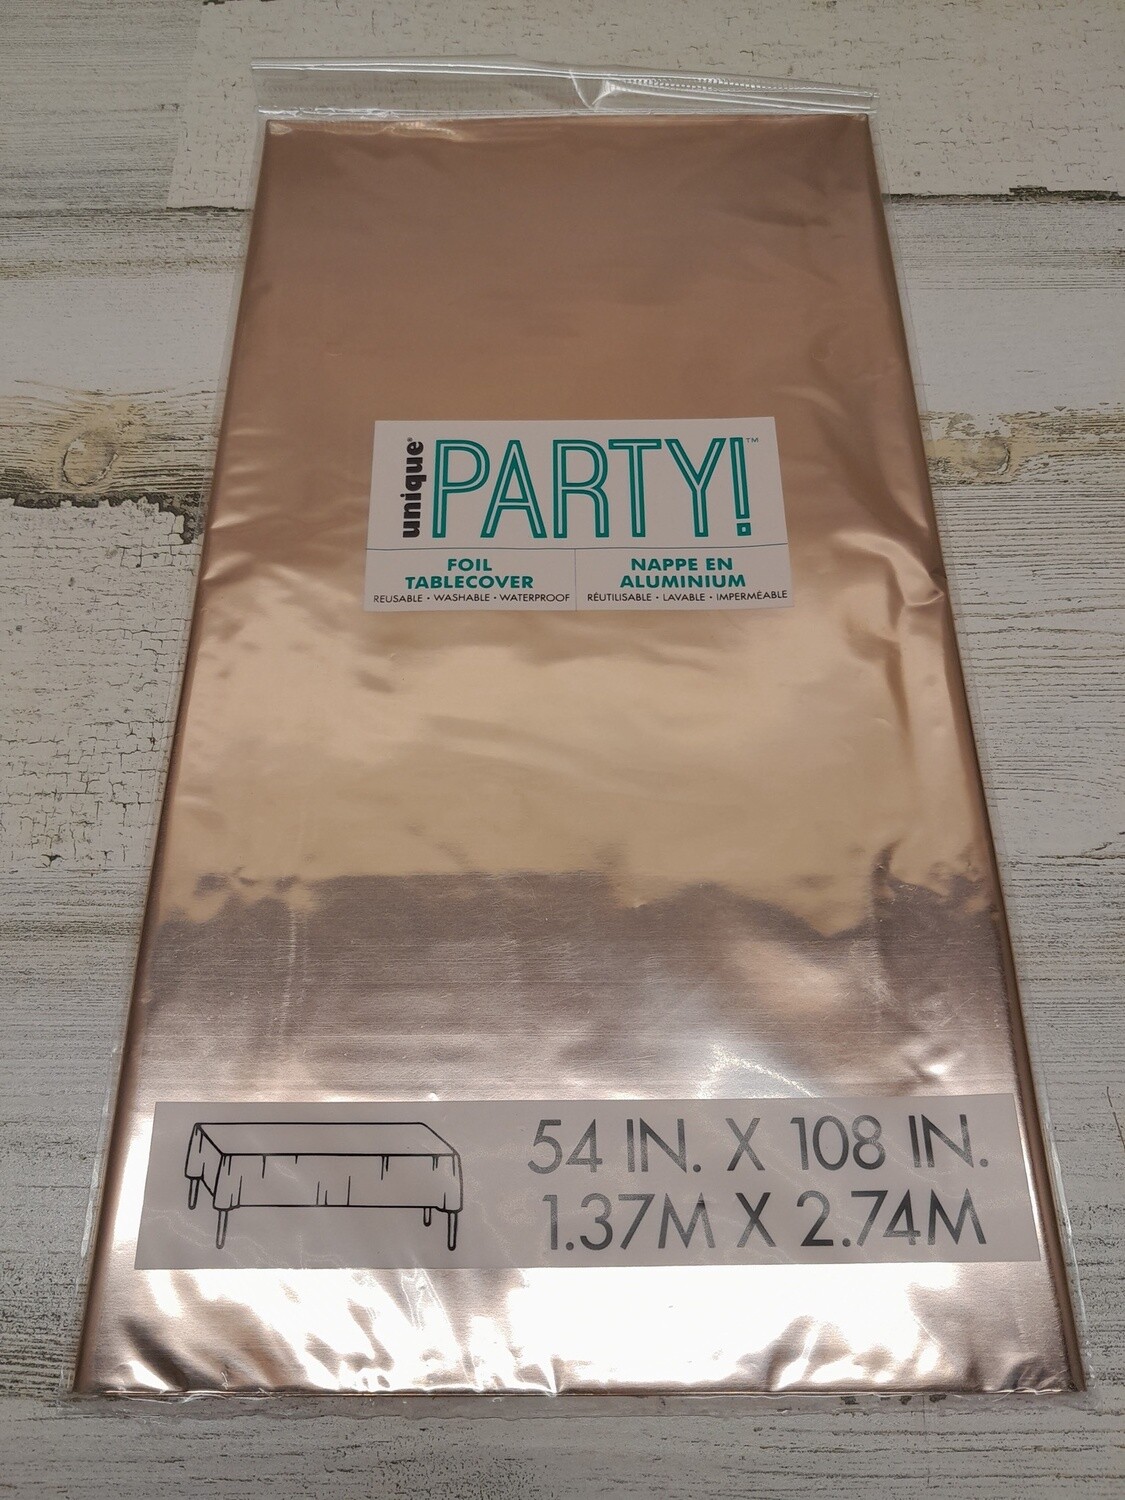 unique®
PARTY!™
FOIL
TABLECOVER
REUSABLE • WASHABLE • WATERPROOF
NAPPE EN
ALUMINIUM
RÉUTILISABLE • LAVABLE • IMPERMÉABLE
54 IN. X 108 IN.
1.37M X 2.74M